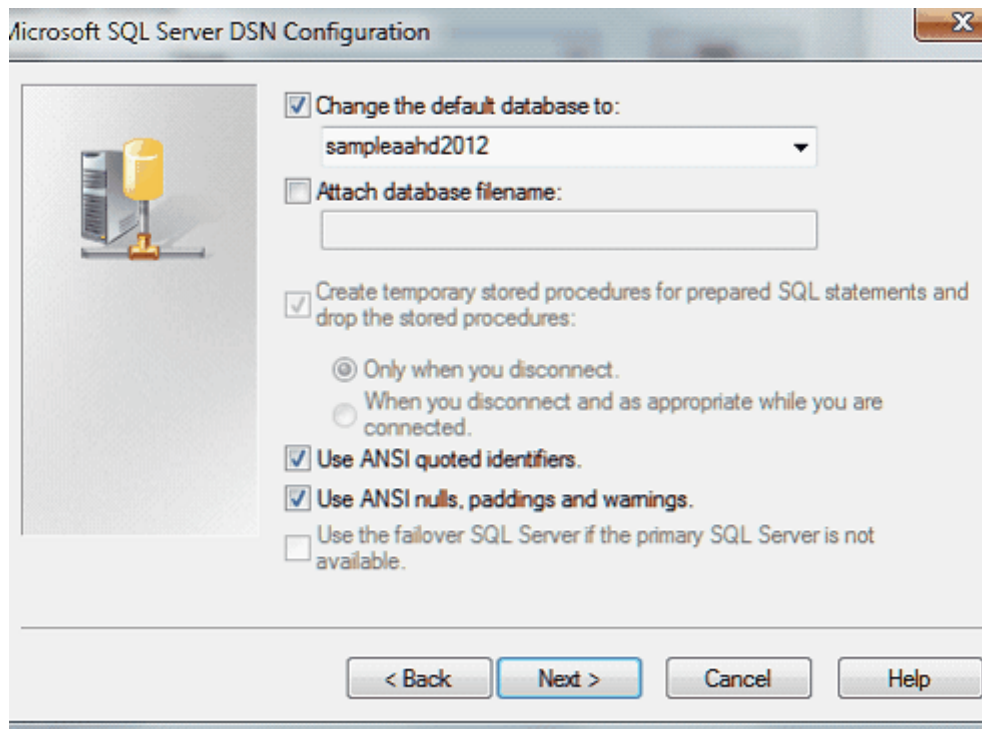 Microsoft SQL Server DSN Configuration
Change the default database to:
sampleaahd2012
Attach database filename:
Create temporary stored procedures for prepared SQL statements and
drop the stored procedures:
Only when you disconnect.
When you disconnect and as appropriate while you are
connected.
Use ANSI quoted identifiers.
Use ANSI nulls, paddings and warnings.
Use the failover SQL Server if the primary SQL Server is not
available.
< Back
Next >
Cancel
Help